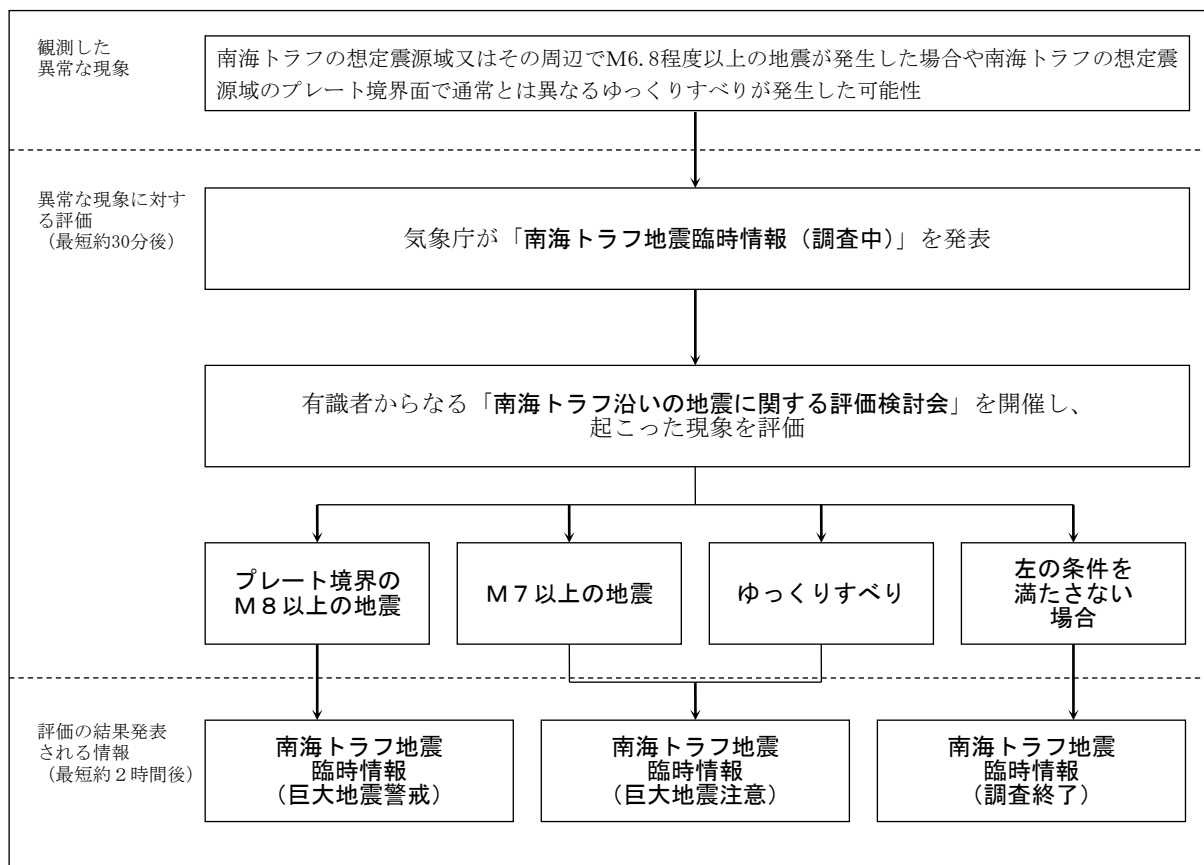 観測した
異常な現象
南海トラフの想定震源域又はその周辺でM6.8程度以上の地震が発生した場合や南海トラフの想定震
源域のプレート境界面で通常とは異なるゆっくりすべりが発生した可能性
異常な現象に対す
る評価
(最短約30分後)
気象庁が「南海トラフ地震臨時情報(調査中)」を発表
有識者からなる「南海トラフ沿いの地震に関する評価検討会」を開催し、
起こった現象を評価
プレート境界の
M8以上の地震
M7以上の地震
ゆっくりすべり
左の条件を
満たさない
場合
評価の結果発表
される情報
(最短約2時間後)
南海トラフ地震
臨時情報
(巨大地震警戒)
南海トラフ地震
臨時情報
(巨大地震注意)
南海トラフ地震
臨時情報
(調査終了)